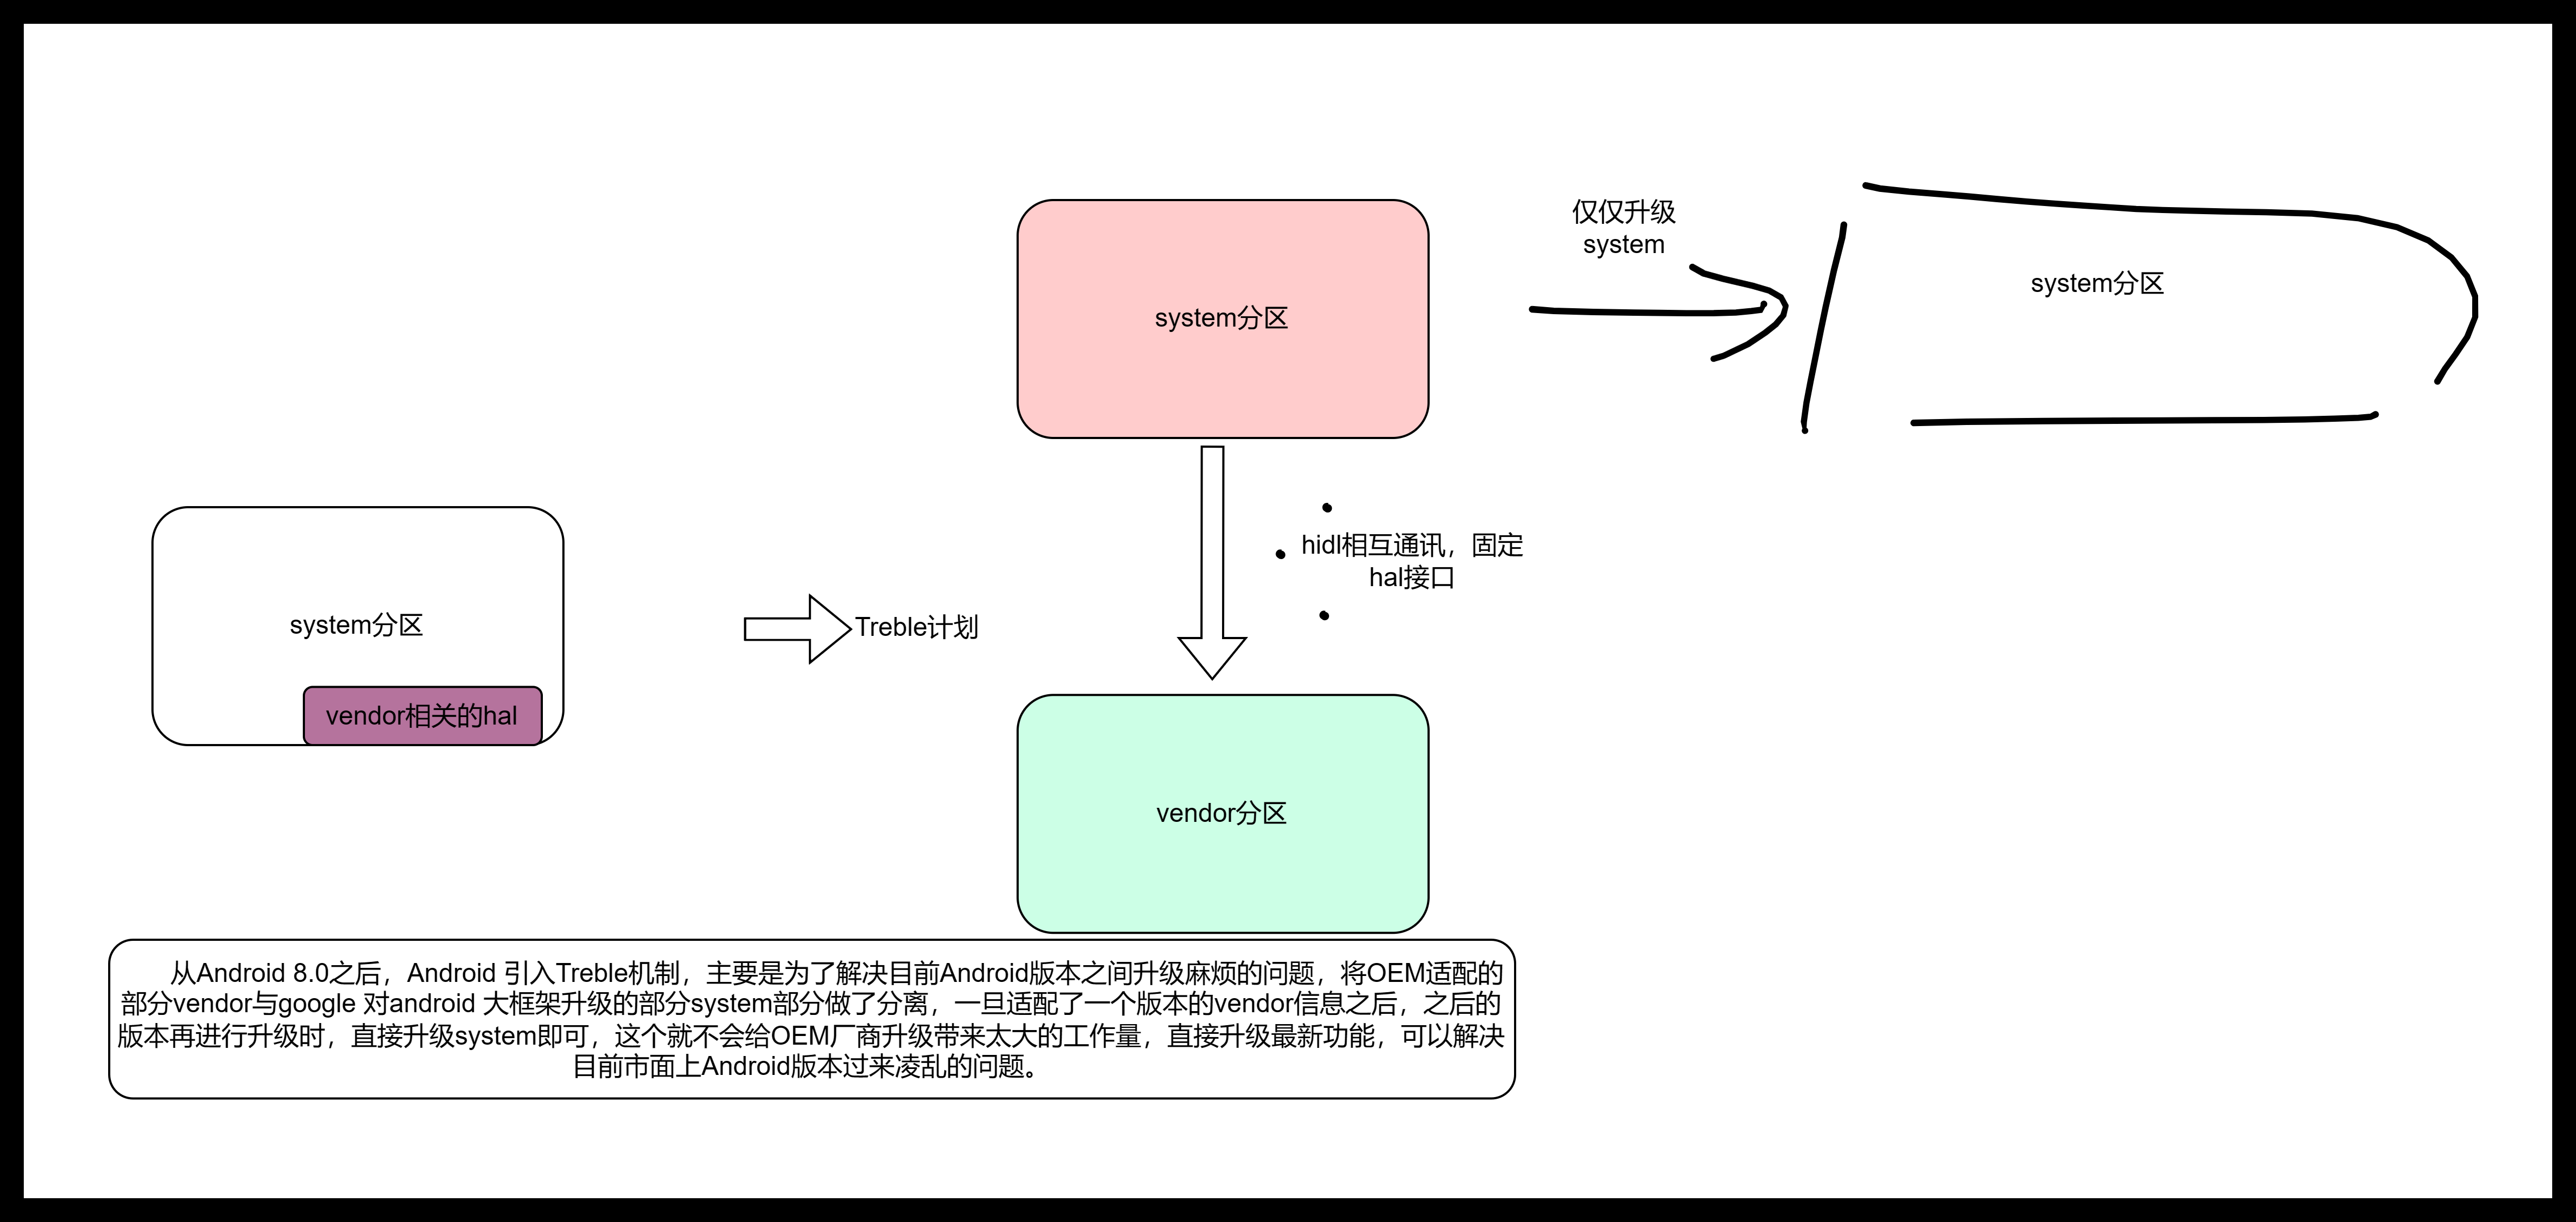 仅仅升级
system
system分区
system分区
hidl相互通讯，固定
hal接口
system分区
Treble计划
vendor相关的hal
vendor分区
从Android 8.0之后，Android 引入Treble机制，主要是为了解决目前Android版本之间升级麻烦的问题，将OEM适配的
部分vendor与google 对android 大框架升级的部分system部分做了分离，一旦适配了一个版本的vendor信息之后，之后的
版本再进行升级时，直接升级system即可，这个就不会给OEM厂商升级带来太大的工作量，直接升级最新功能，可以解决
目前市面上Android版本过来凌乱的问题。